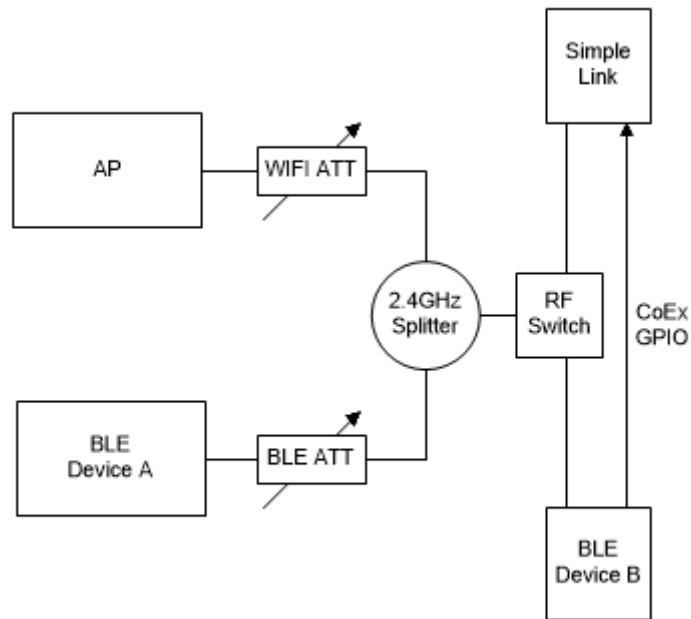 Simple
Link
AP
WIFI ATT
2.4GHz
Splitter
RF
Switch
CoEx
GPIO
BLE
Device A
BLE ATT
BLE
Device B